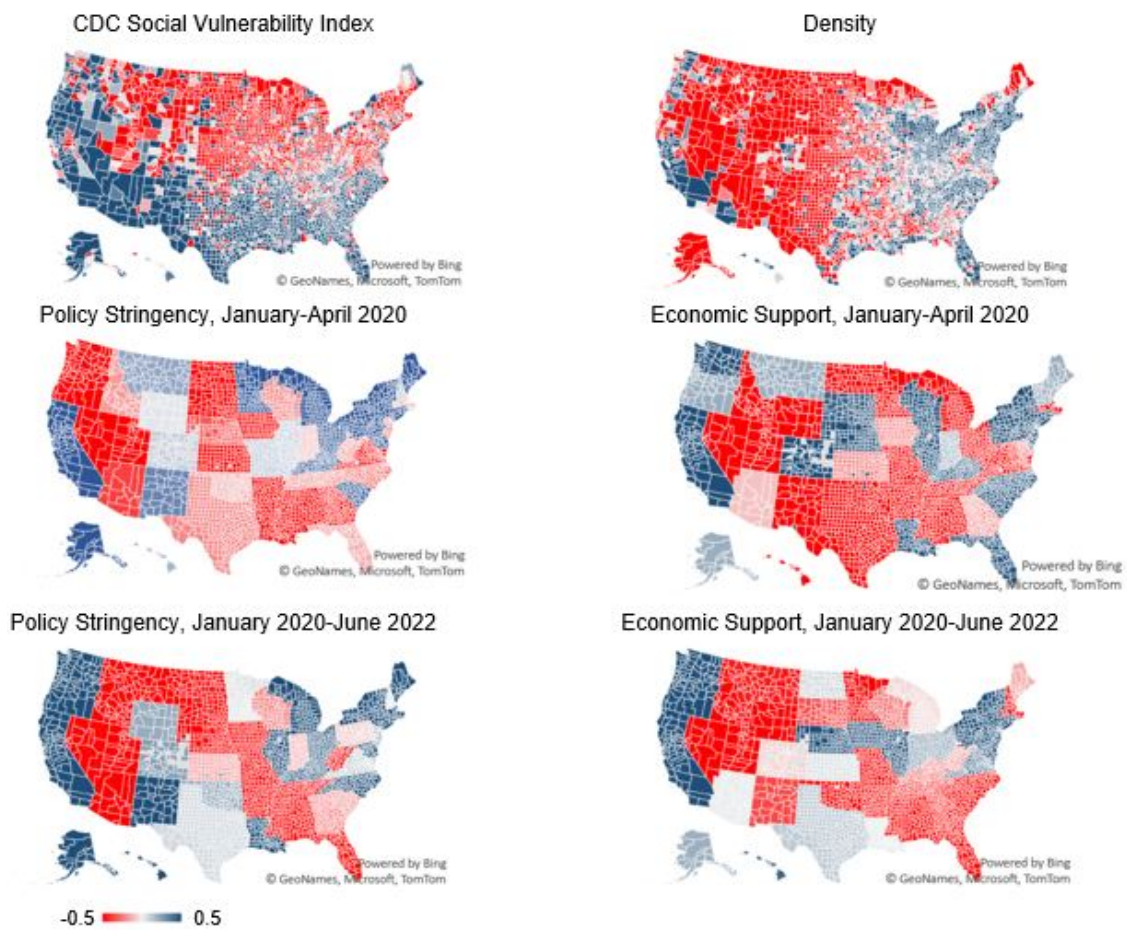 CDC Social Vulnerability Index
Density
Powered by Bing
© GeoNames, Microsoft, TomTom
Powered by Bing
© GeoNames, Microsoft, TomTom
Policy Stringency, January-April 2020
Economic Support, January-April 2020
Powered by Bing
© GeoNames, Microsoft, TomTom
Powered by Bing
© GeoNames, Microsoft, TomTom
Policy Stringency, January 2020-June 2022
Economic Support, January 2020-June 2022
Powered by Bing
© GeoNames, Microsoft, TomTom
Powered by Bing
© GeoNames, Microsoft, TomTom
-0.5 0.5